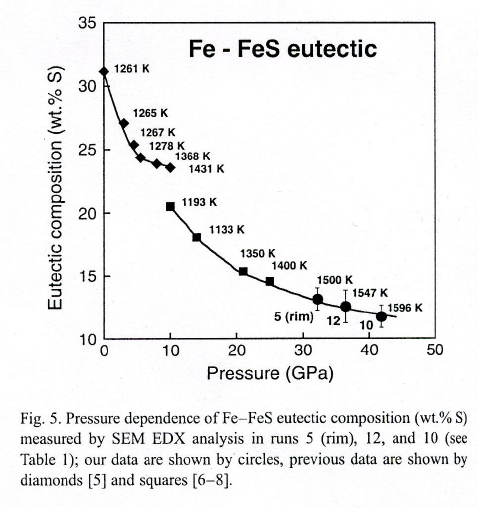 Fe - FeS eutectic
Eutectic composition (wt.% S)
35
30
25
20
15
10
1261 K
1265 K
1267 K
1278 K
1368 K
1431 K
1193 K
1133 K
1350 K
1400 K
1500 K
1547 K
1596 K
5 (rim)
12
10
0 10 20 30 40 50
Pressure (GPa)
Fig. 5. Pressure dependence of Fe–FeS eutectic composition (wt.% S)
measured by SEM EDX analysis in runs 5 (rim), 12, and 10 (see
Table 1); our data are shown by circles, previous data are shown by
diamonds [5] and squares [6–8].